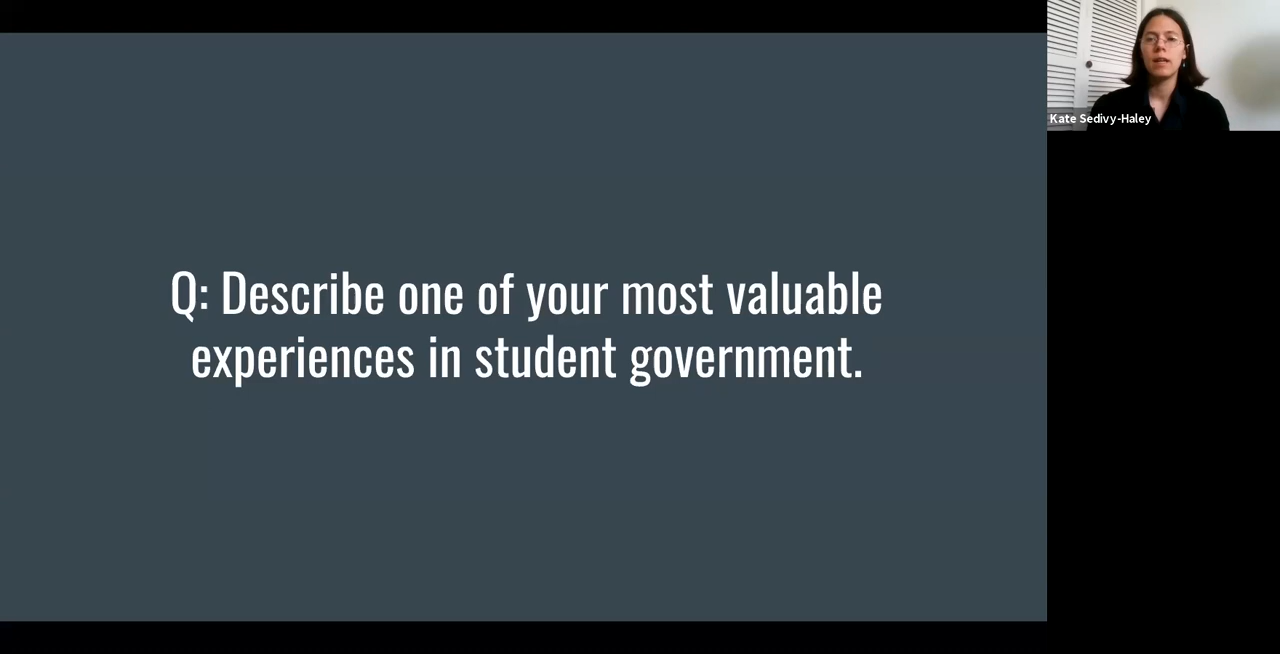 Q: Describe one of your most valuable
experiences in student government.
Kate Sedivy-Haley